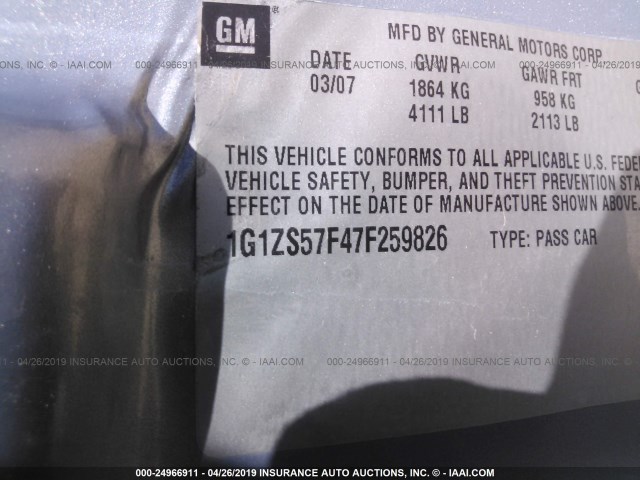 GM
®
MFD BY GENERAL MOTORS CORP
DATE GVWR GAWR FRT
03/07 1864 KG 958 KG
4111 LB 2113 LB
THIS VEHICLE CONFORMS TO ALL APPLICABLE U.S. FEDE
VEHICLE SAFETY, BUMPER, AND THEFT PREVENTION STA
EFFECT ON THE DATE OF MANUFACTURE SHOWN ABOVE.
1G1ZS57F47F259826 TYPE: PASS CAR
000-24966911 - 04/26/2019 INSURANCE AUTO AUCTIONS, INC. - IAAI.COM